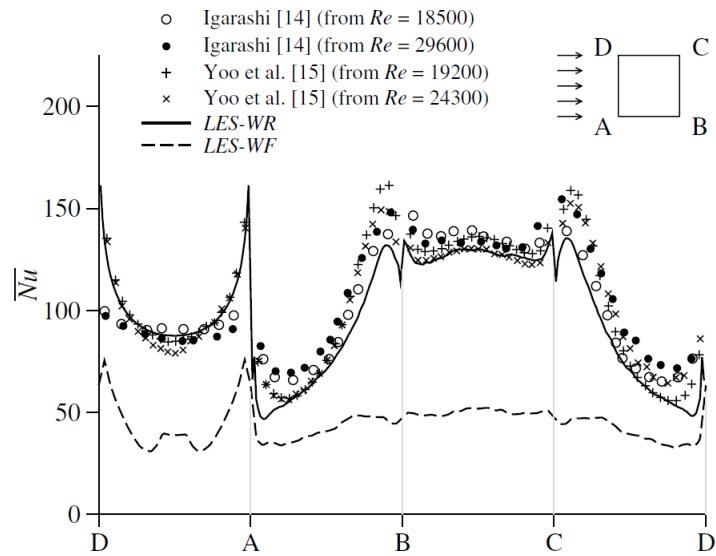 Igarashi [14] (from Re = 18500)
Igarashi [14] (from Re = 29600)
Yoo et al. [15] (from Re = 19200)
Yoo et al. [15] (from Re = 24300)
LES-WR
LES-WF
D C
A B
200
150
100
50
0
Nu
D A B C D